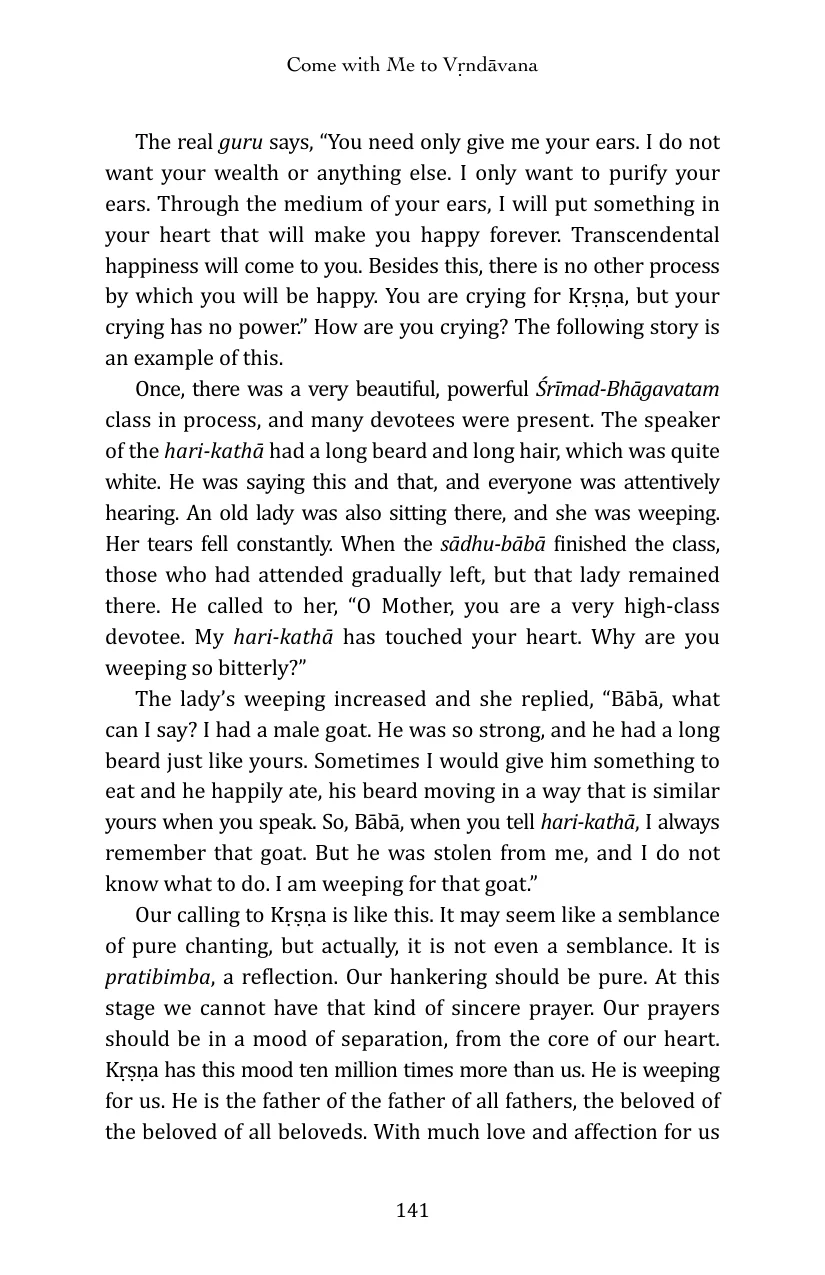 Come with Me to Vṛndāvana
The real guru says, “You need only give me your ears. I do not
want your wealth or anything else. I only want to purify your
ears. Through the medium of your ears, I will put something in
your heart that will make you happy forever. Transcendental
happiness will come to you. Besides this, there is no other process
by which you will be happy. You are crying for Kṛṣṇa, but your
crying has no power.” How are you crying? The following story is
an example of this.
Once, there was a very beautiful, powerful Śrīmad-Bhāgavatam
class in process, and many devotees were present. The speaker
of the hari-kathā had a long beard and long hair, which was quite
white. He was saying this and that, and everyone was attentively
hearing. An old lady was also sitting there, and she was weeping.
Her tears fell constantly. When the sādhu-bābā finished the class,
those who had attended gradually left, but that lady remained
there. He called to her, “O Mother, you are a very high-class
devotee. My hari-kathā has touched your heart. Why are you
weeping so bitterly?”
The lady’s weeping increased and she replied, “Bābā, what
can I say? I had a male goat. He was so strong, and he had a long
beard just like yours. Sometimes I would give him something to
eat and he happily ate, his beard moving in a way that is similar
yours when you speak. So, Bābā, when you tell hari-kathā, I always
remember that goat. But he was stolen from me, and I do not
know what to do. I am weeping for that goat.”
Our calling to Kṛṣṇa is like this. It may seem like a semblance
of pure chanting, but actually, it is not even a semblance. It is
pratibimba, a reflection. Our hankering should be pure. At this
stage we cannot have that kind of sincere prayer. Our prayers
should be in a mood of separation, from the core of our heart.
Kṛṣṇa has this mood ten million times more than us. He is weeping
for us. He is the father of the father of all fathers, the beloved of
the beloved of all beloveds. With much love and affection for us
141